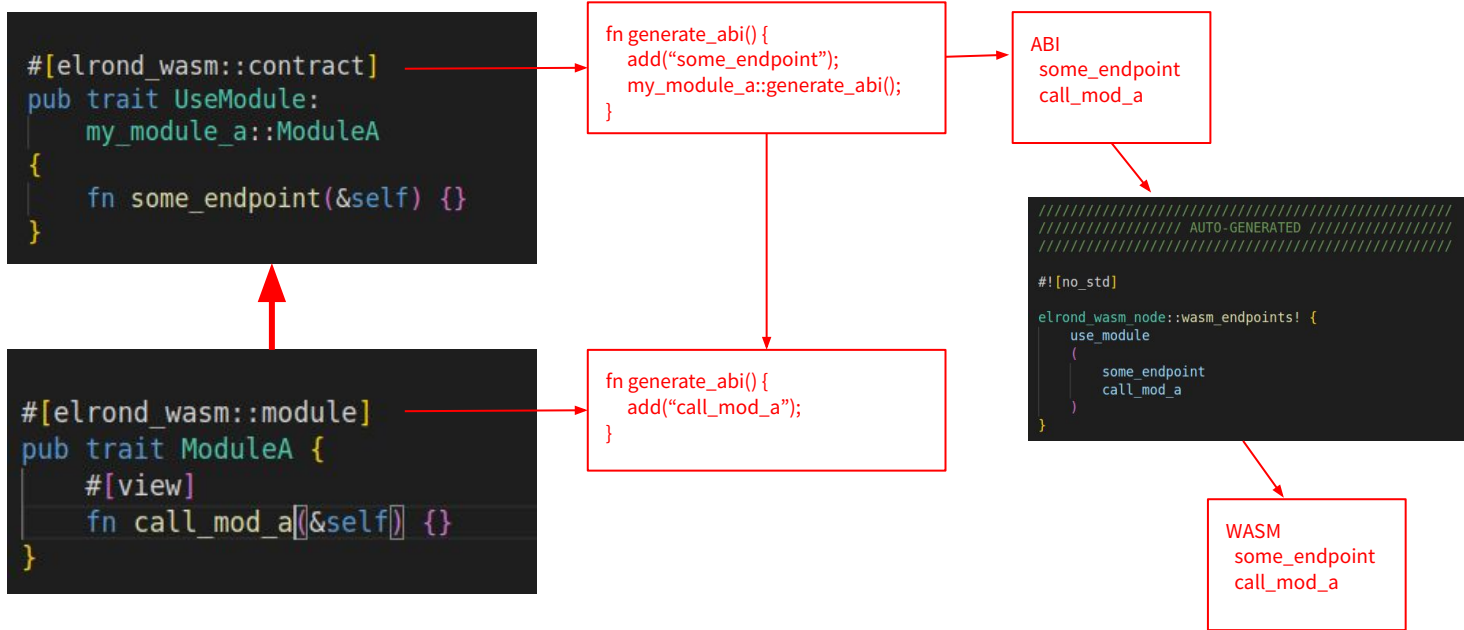 #[elrond_wasm::contract]
pub trait UseModule:
    my_module_a::ModuleA
{
    fn some_endpoint(&self) {}
}
fn generate_abi() {
    add(“some_endpoint”);
    my_module_a::generate_abi();
}
ABI
  some_endpoint
  call_mod_a
////////////////////////////////////////////////////
////////////////// AUTO-GENERATED //////////////////
////////////////////////////////////////////////////
#![no_std]
elrond_wasm_node::wasm_endpoints! {
    use_module
    (
        some_endpoint
        call_mod_a
    )
}
#[elrond_wasm::module]
pub trait ModuleA {
    #[view]
    fn call_mod_a(&self) {}
}
fn generate_abi() {
    add(“call_mod_a”);
}
WASM
  some_endpoint
  call_mod_a